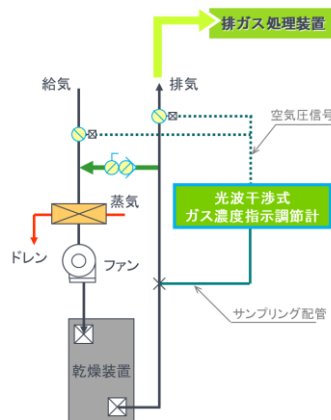 排ガス処理装置
給気
排気
空気圧信号
蒸気
光波干渉式
ガス濃度指示調節計
ドレン
ファン
サンプリング配管
乾燥装置